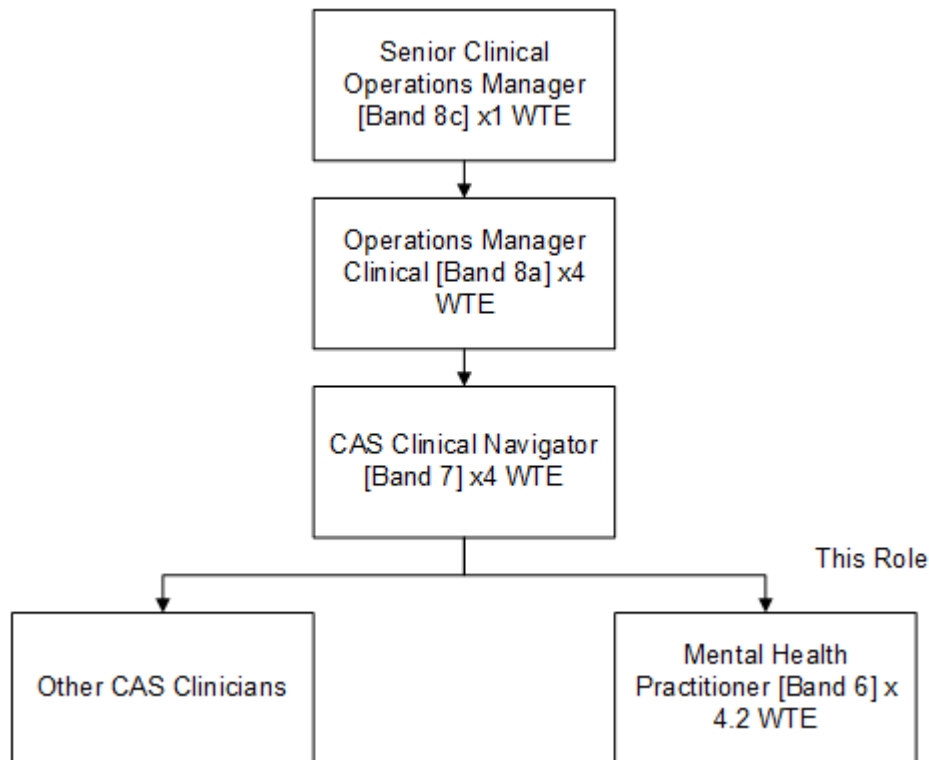 Senior Clinical
Operations Manager
[Band 8c] x1 WTE
Operations Manager
Clinical [Band 8a] x4
WTE
CAS Clinical Navigator
[Band 7] x4 WTE
This Role
Other CAS Clinicians
Mental Health
Practitioner [Band 6] x
4.2 WTE